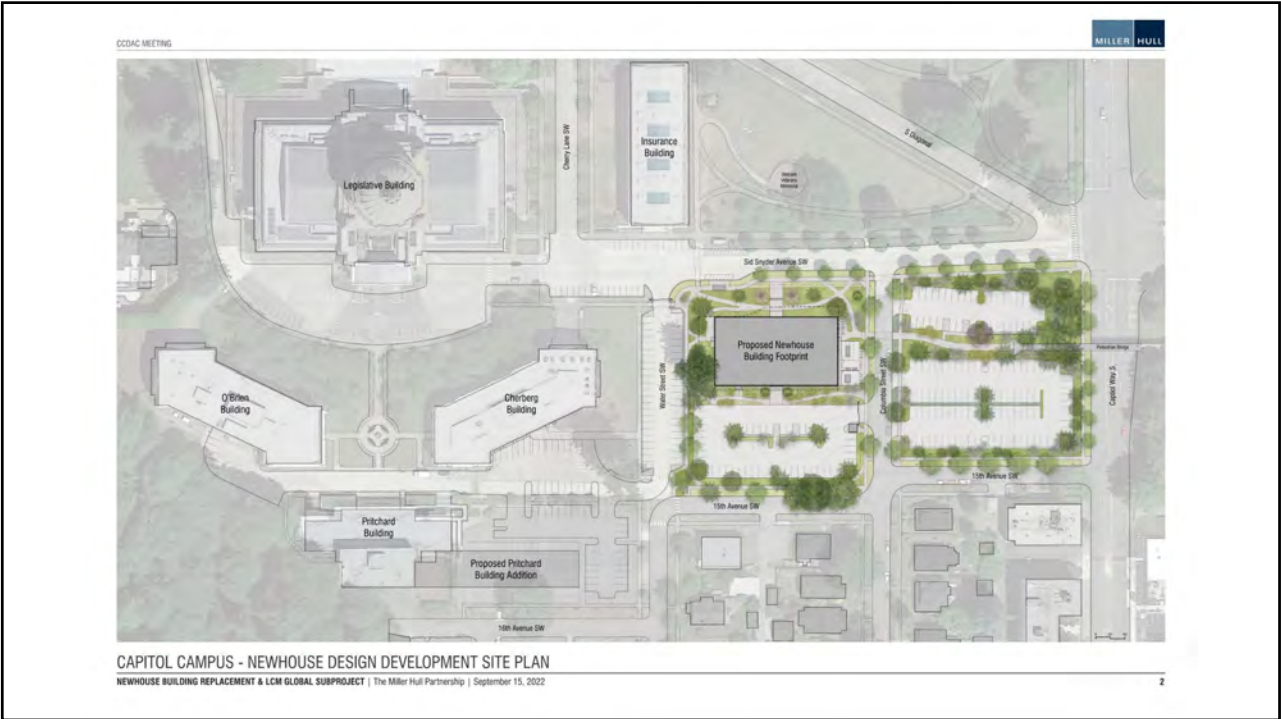 CCDAC MEETING
MILLER HULL
Legislative Building
Cherry Lane SW
Insurance
Building
S Diagonal
Sid Snyder Avenue SW
Proposed Newhouse
Building Footprint
Water Street SW
Columbia Street SW
Pedestrian Bridge
Capitol Way S.
O'Brien
Building
Cherberg
Building
15th Avenue SW
15th Avenue SW
Pritchard
Building
Proposed Pritchard
Building Addition
16th Avenue SW
CAPITOL CAMPUS - NEWHOUSE DESIGN DEVELOPMENT SITE PLAN
NEWHOUSE BUILDING REPLACEMENT & LCM GLOBAL SUBPROJECT | The Miller Hull Partnership | September 15, 2022
2